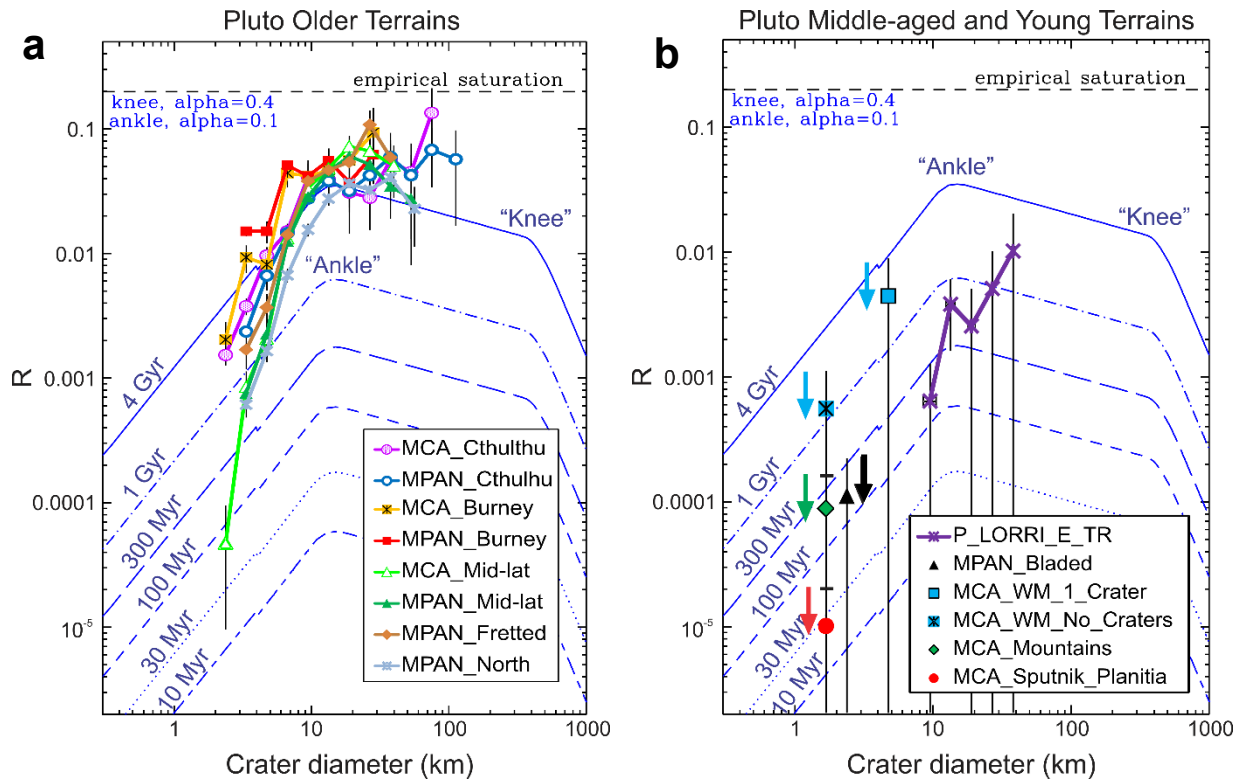 Pluto Older Terrains
a
empirical saturation
knee, alpha=0.4
ankle, alpha=0.1
0.1
0.01
0.001
0.0001
10⁻⁵
R
“Knee”
“Ankle”
4 Gyr
1 Gyr
300 Myr
100 Myr
30 Myr
10 Myr
MCA_Cthulthu
MPAN_Cthulhu
MCA_Burney
MPAN_Burney
MCA_Mid-lat
MPAN_Mid-lat
MPAN_Fretted
MPAN_North
1
10
100
1000
Crater diameter (km)
Pluto Middle-aged and Young Terrains
b
empirical saturation
knee, alpha=0.4
ankle, alpha=0.1
0.1
0.01
0.001
0.0001
10⁻⁵
R
“Ankle”
“Knee”
4 Gyr
1 Gyr
300 Myr
100 Myr
30 Myr
10 Myr
P_LORRI_E_TR
MPAN_Bladed
MCA_WM_1_Crater
MCA_WM_No_Craters
MCA_Mountains
MCA_Sputnik_Planitia
1
10
100
1000
Crater diameter (km)